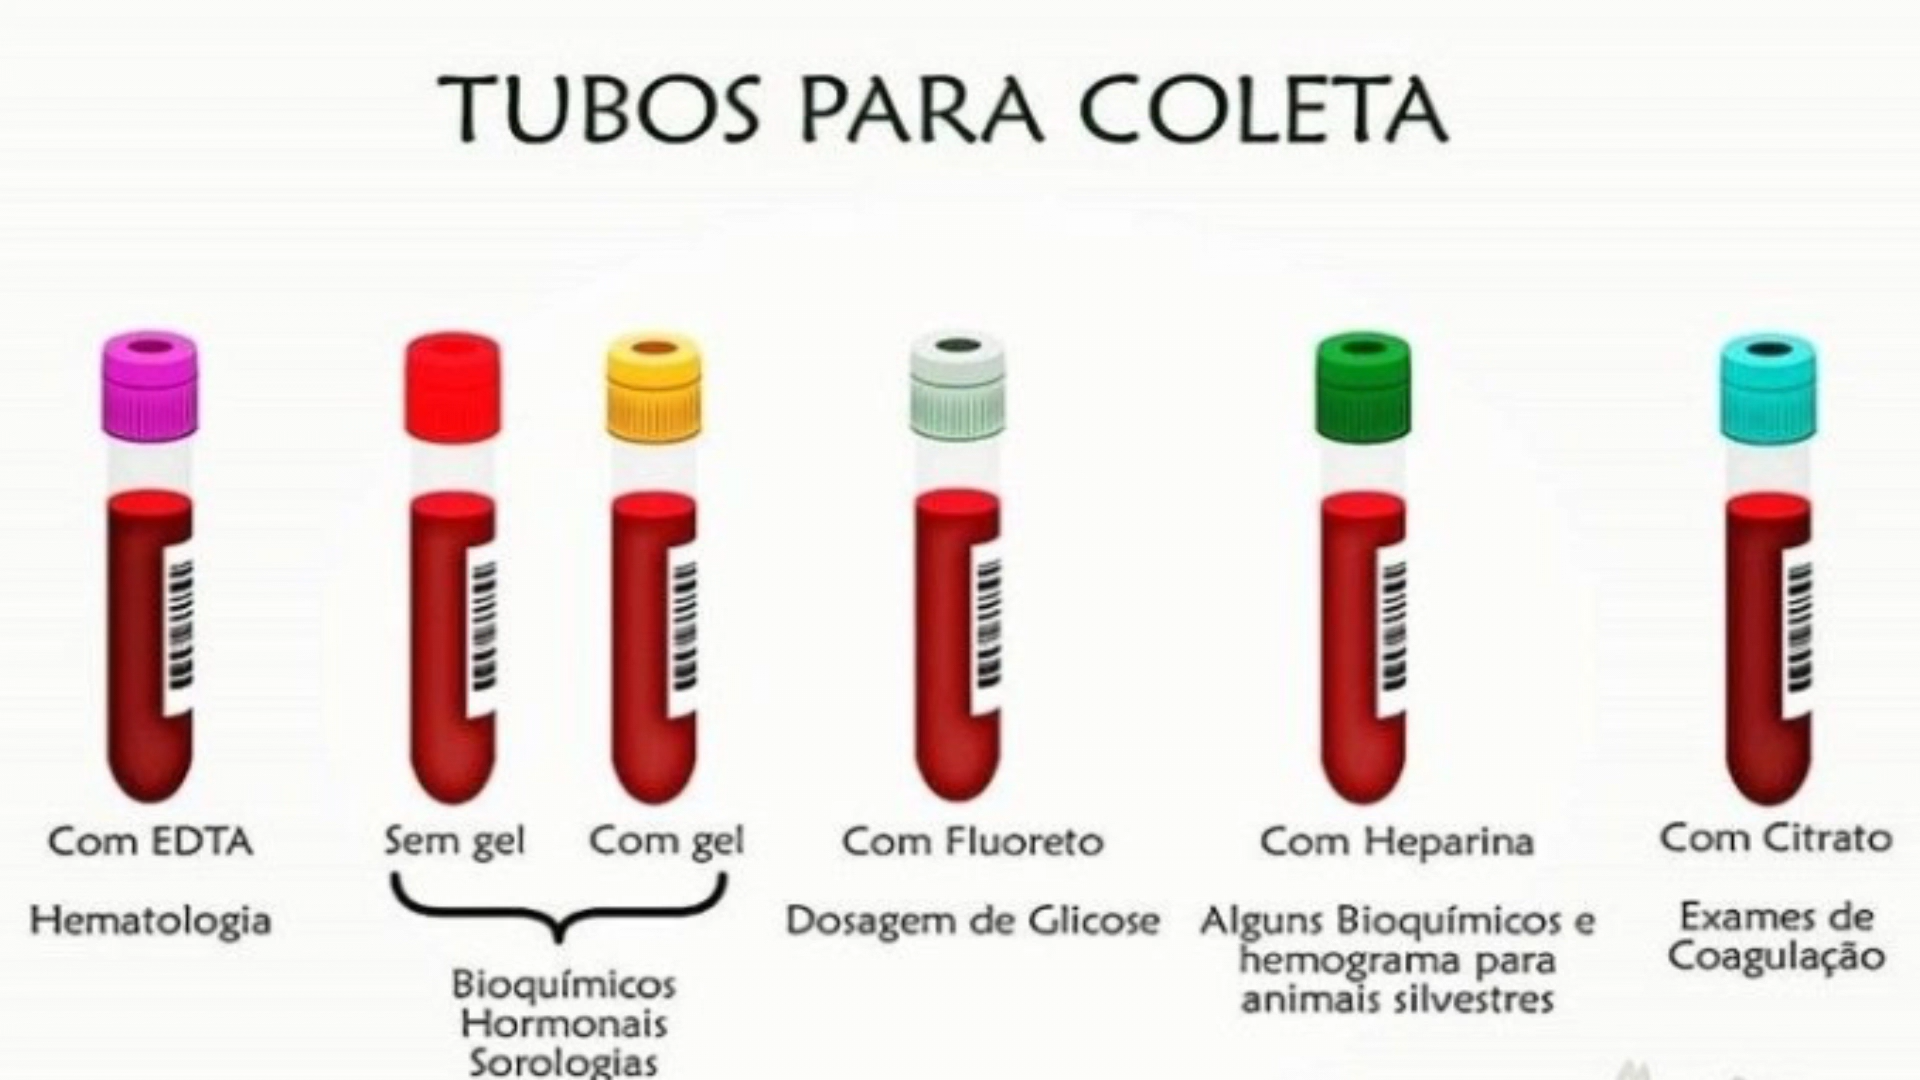 TUBOS PARA COLETA
Com EDTA
Hematologia
Sem gel
Com gel
Bioquímicos
Hormonais
Sorologias
Com Fluoreto
Dosagem de Glicose
Com Heparina
Alguns Bioquímicos e
hemograma para
animais silvestres
Com Citrato
Exames de
Coagulação